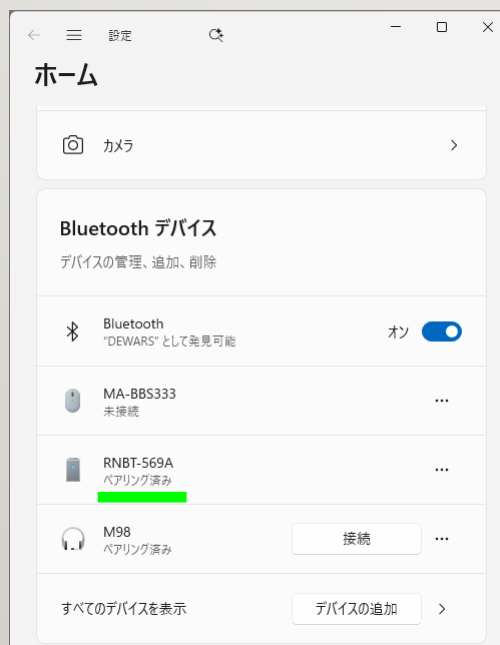 設定
ホーム
カメラ
Bluetooth デバイス
デバイスの管理、追加、削除
Bluetooth
"DEWARS" として発見可能
オン
MA-BBS333
未接続
RNBT-569A
ペアリング済み
M98
ペアリング済み
接続
すべてのデバイスを表示
デバイスの追加